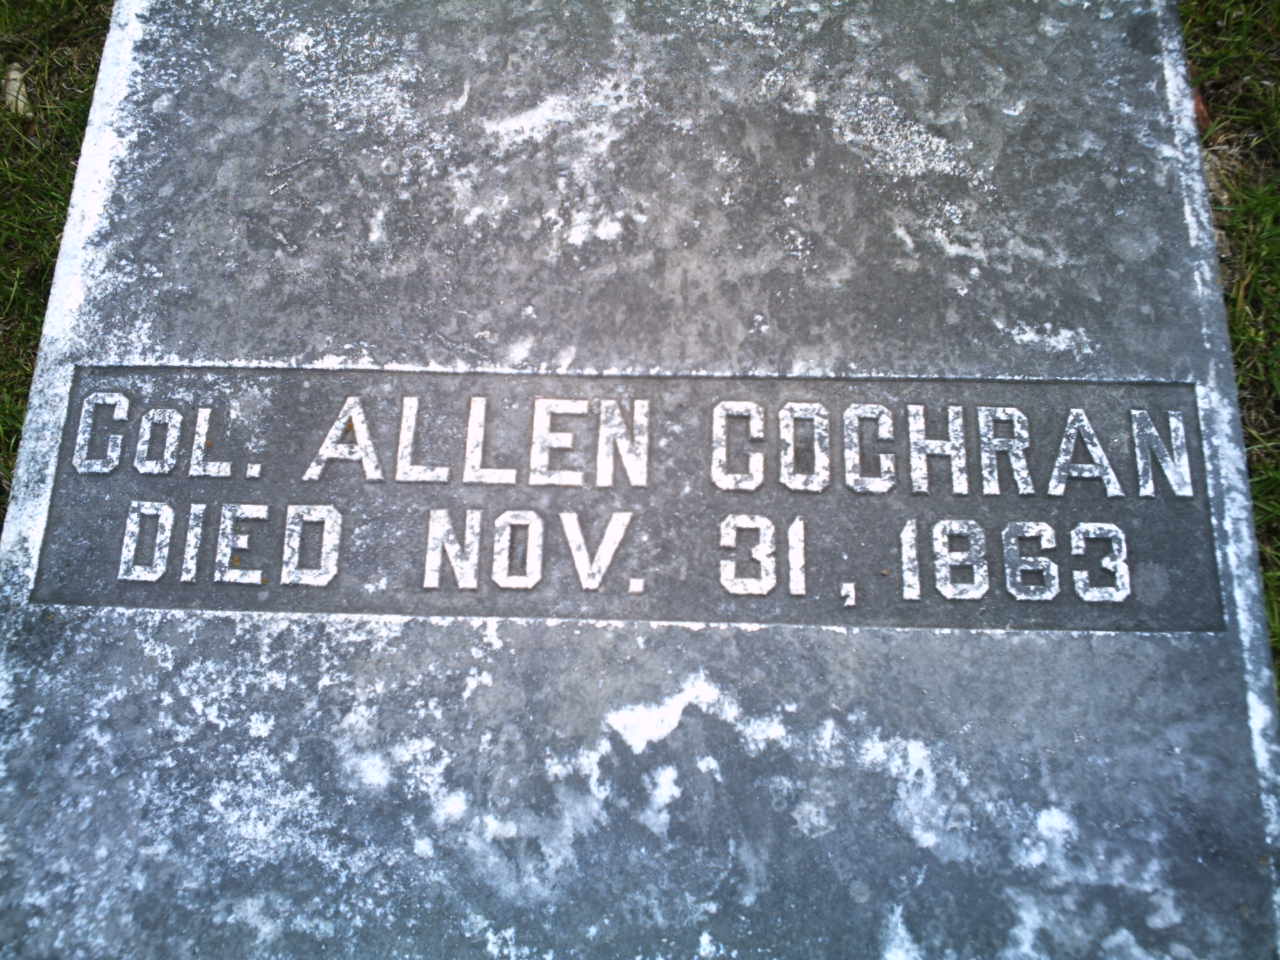 COL. ALLEN COCHRAN
DIED NOV. 31, 1863